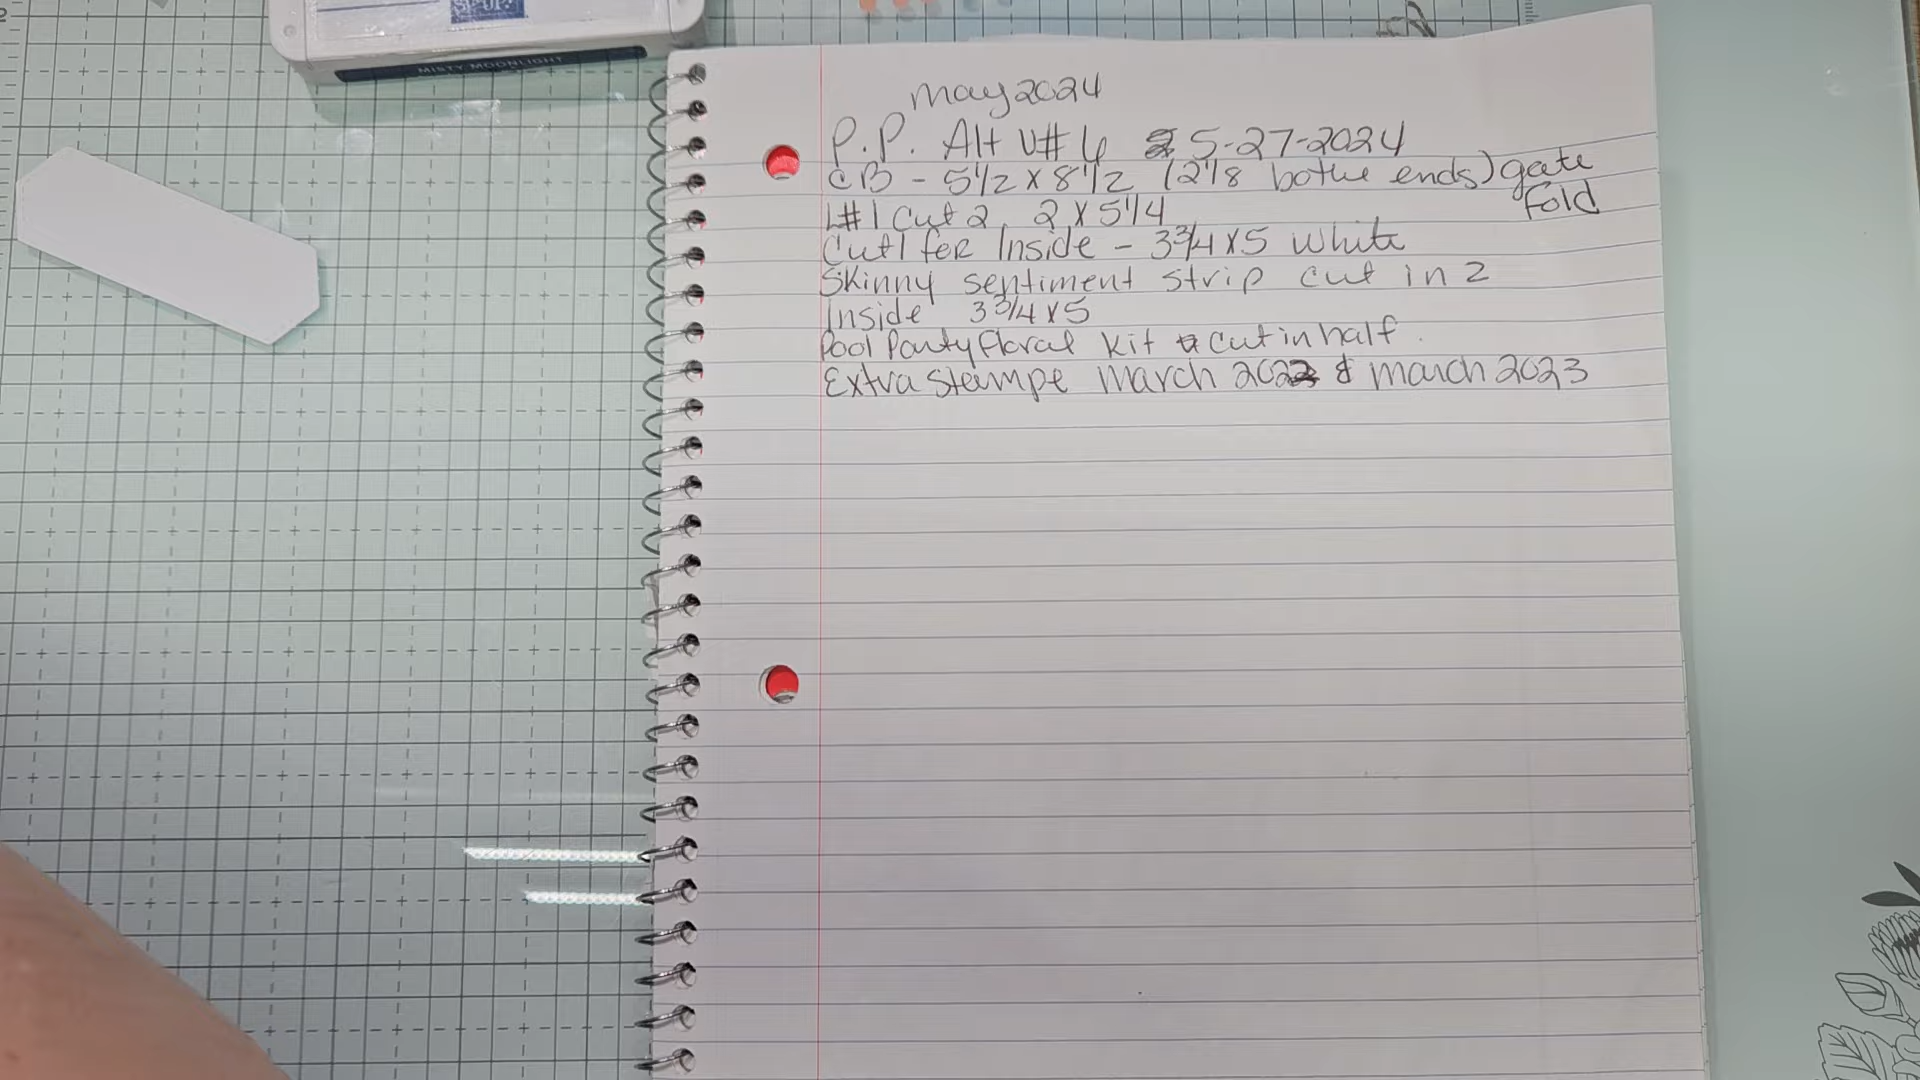 MISTY MOONLIGHT
may 2024
P.P. Alt V# 6 5-27-2024
CB - 5 1/2 x 8 1/2 (2 1/8 bothe ends) gate
fold
L#1 Cut 2 2 x 5 1/4
Cut 1 for Inside - 3 3/4 x 5 White
Skinny sentiment strip cut in 2
Inside 3 3/4 x 5
Pool Party Floral Kit cut in half.
Extra Stampe March 2022 & march 2023